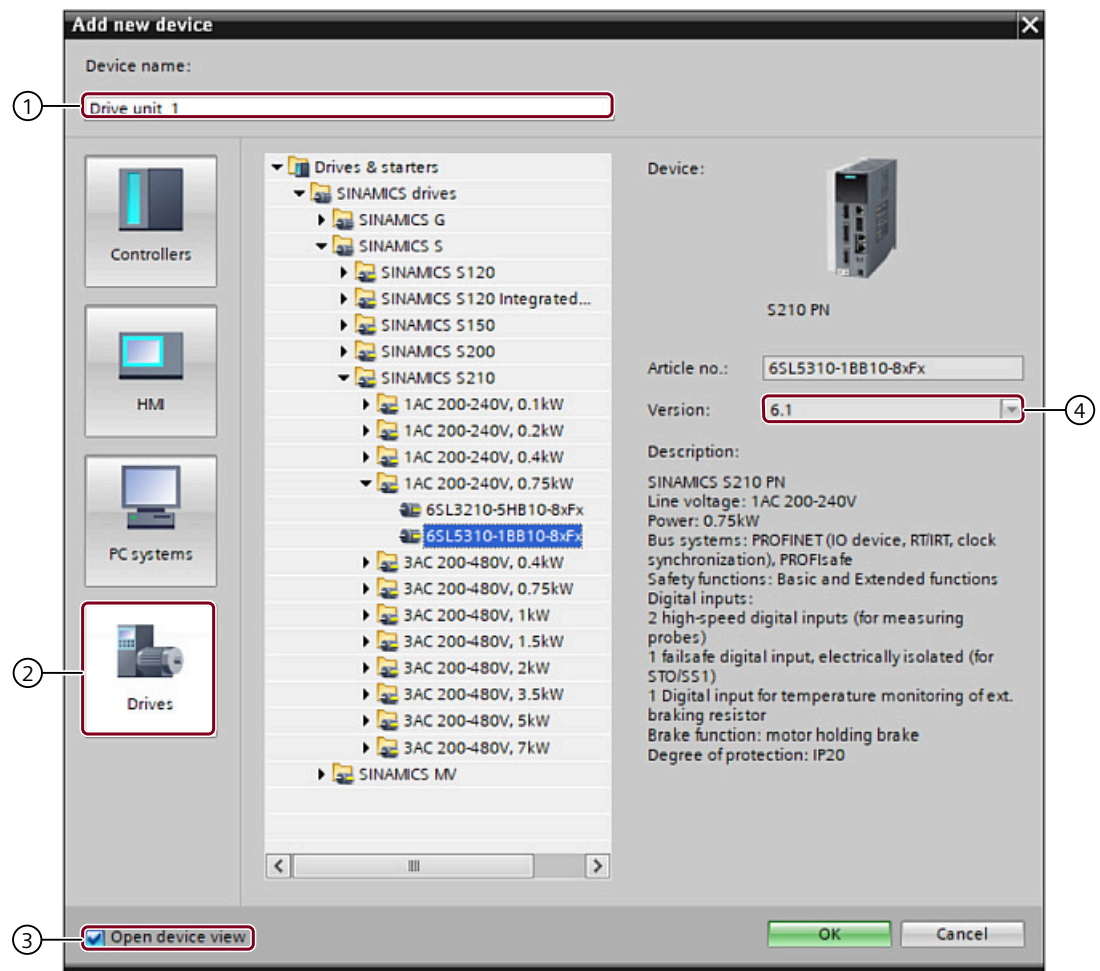 Add new device
Device name:
1
Drive unit_1
Controllers
HMI
PC systems
2
Drives
Drives & starters
SINAMICS drives
SINAMICS G
SINAMICS S
SINAMICS S120
SINAMICS S120 Integrated...
SINAMICS S150
SINAMICS S200
SINAMICS S210
1AC 200-240V, 0.1kW
1AC 200-240V, 0.2kW
1AC 200-240V, 0.4kW
1AC 200-240V, 0.75kW
6SL3210-5HB10-8xFx
6SL5310-1BB10-8xFx
3AC 200-480V, 0.4kW
3AC 200-480V, 0.75kW
3AC 200-480V, 1kW
3AC 200-480V, 1.5kW
3AC 200-480V, 2kW
3AC 200-480V, 3.5kW
3AC 200-480V, 5kW
3AC 200-480V, 7kW
SINAMICS MV
Device:
S210 PN
Article no.: 6SL5310-1BB10-8xFx
Version: 6.1
4
Description:
SINAMICS S210 PN
Line voltage: 1AC 200-240V
Power: 0.75kW
Bus systems: PROFINET (IO device, RT/IRT, clock
synchronization), PROFIsafe
Safety functions: Basic and Extended functions
Digital inputs:
2 high-speed digital inputs (for measuring
probes)
1 failsafe digital input, electrically isolated (for
STO/SS1)
1 Digital input for temperature monitoring of ext.
braking resistor
Brake function: motor holding brake
Degree of protection: IP20
3
Open device view
OK
Cancel